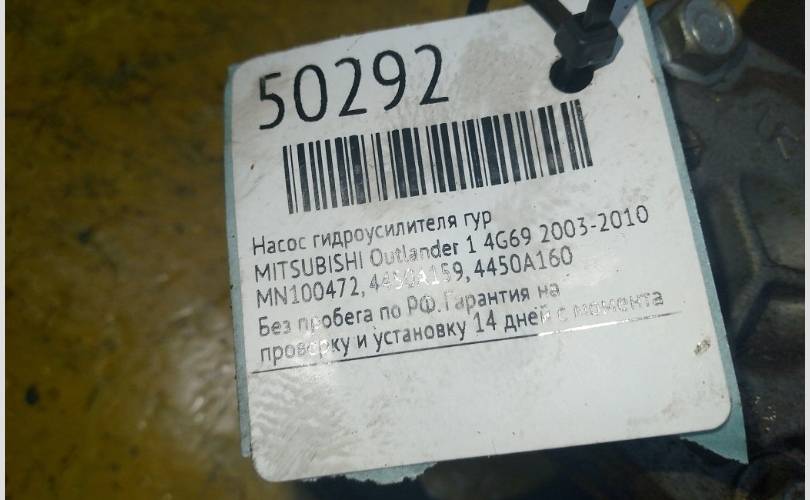 50292
Насос гидроусилителя гур
MITSUBISHI Outlander 1 4G69 2003-2010
MN100472, 4450A159, 4450A160
Без пробега по РФ. Гарантия на
проверку и установку 14 дней с момента